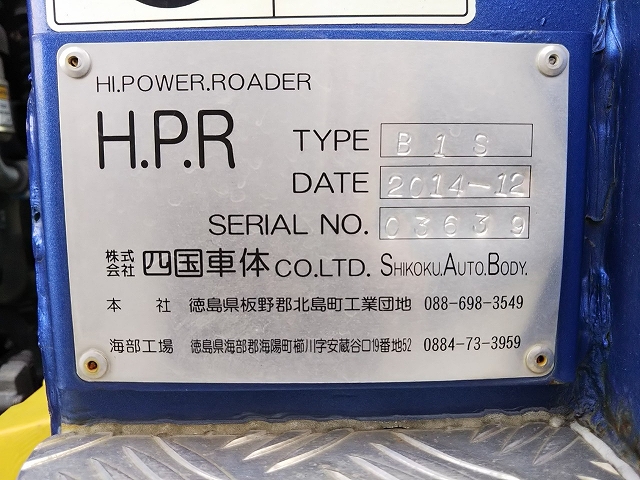 HI.POWER.ROADER
H.P.R
TYPE B1S
DATE 2014-12
SERIAL NO. 03639
株式会社 四国車体 CO.LTD. SHIKOKU.AUTO.BODY.
本社 徳島県板野郡北島町工業団地 088-698-3549
海部工場 徳島県海部郡海陽町櫛川字安蔵谷口19番地52 0884-73-3959